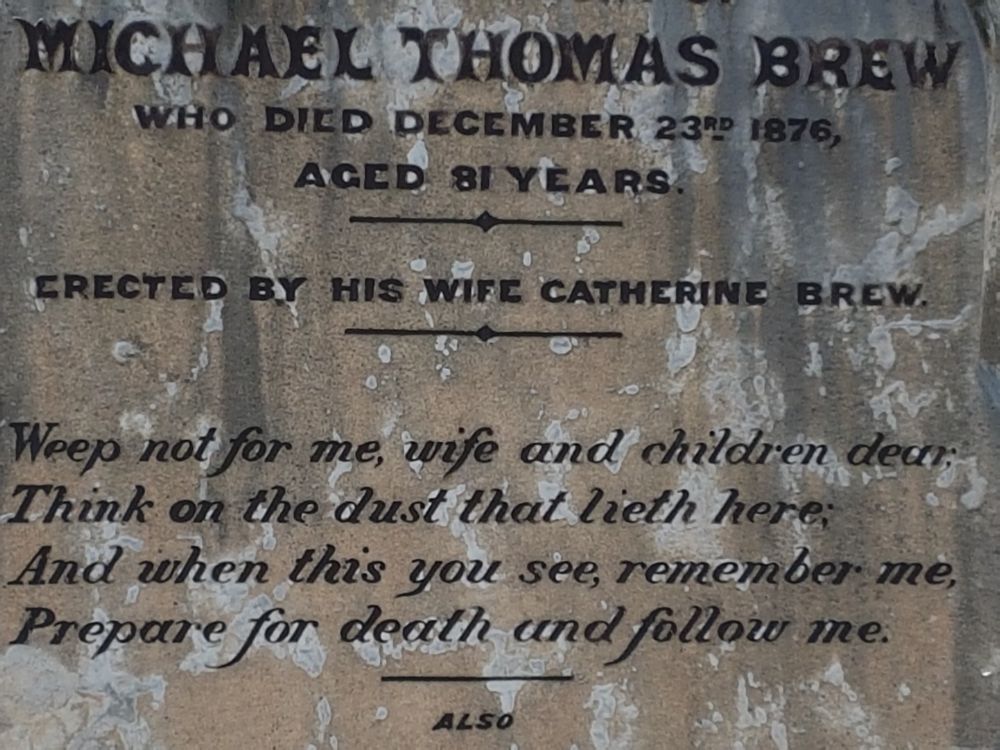 MICHAEL THOMAS BREW
WHO DIED DECEMBER 23RD 1876,
AGED 81 YEARS.
ERECTED BY HIS WIFE CATHERINE BREW.
Weep not for me, wife and children dear;
Think on the dust that lieth here;
And when this you see, remember me,
Prepare for death and follow me.
ALSO